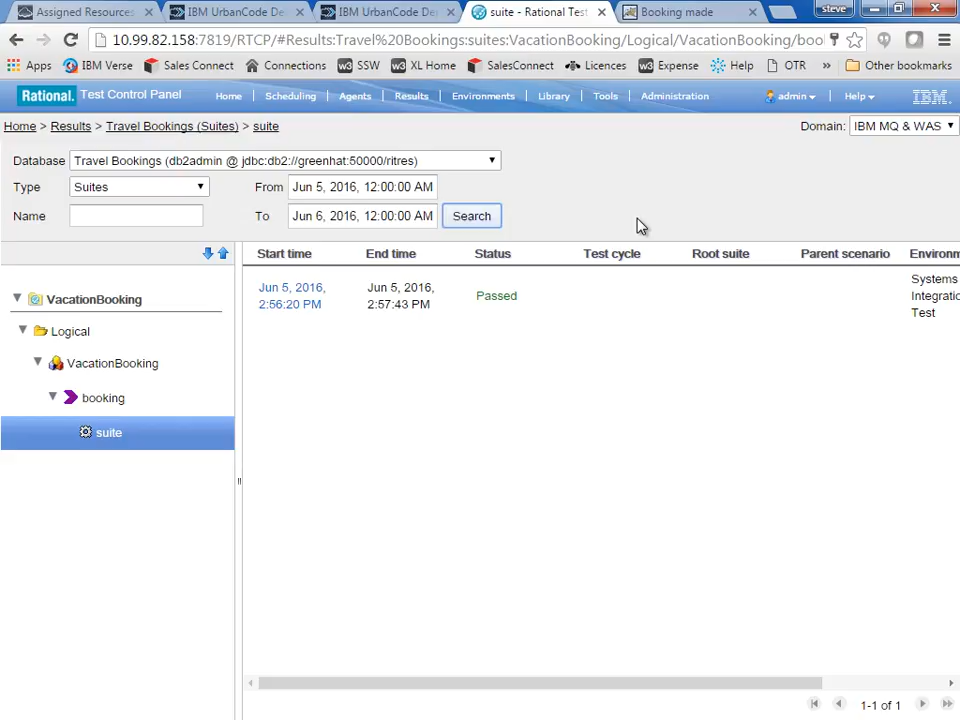 Assigned Resources
IBM UrbanCode De
IBM UrbanCode De
suite - Rational Test
Booking made
steve
10.99.82.158:7819/RTCP/#Results:Travel%20Bookings:suites:VacationBooking/Logical/VacationBooking/boo
Apps IBM Verse Sales Connect Connections SSW XL Home SalesConnect Licences Expense Help OTR » Other bookmarks
w3 w3 w3
Rational. Test Control Panel Home Scheduling Agents Results Environments Library Tools Administration admin Help IBM
Home > Results > Travel Bookings (Suites) > suite
Domain: IBM MQ & WAS
Database Travel Bookings (db2admin @ jdbc:db2://greenhat:50000/ritres)
Type Suites From Jun 5, 2016, 12:00:00 AM
Name To Jun 6, 2016, 12:00:00 AM Search
Start time End time Status Test cycle Root suite Parent scenario Environm
Jun 5, 2016, 2:56:20 PM
Jun 5, 2016, 2:57:43 PM
Passed
Systems
Integratio
Test
VacationBooking
Logical
VacationBooking
booking
suite
1-1 of 1